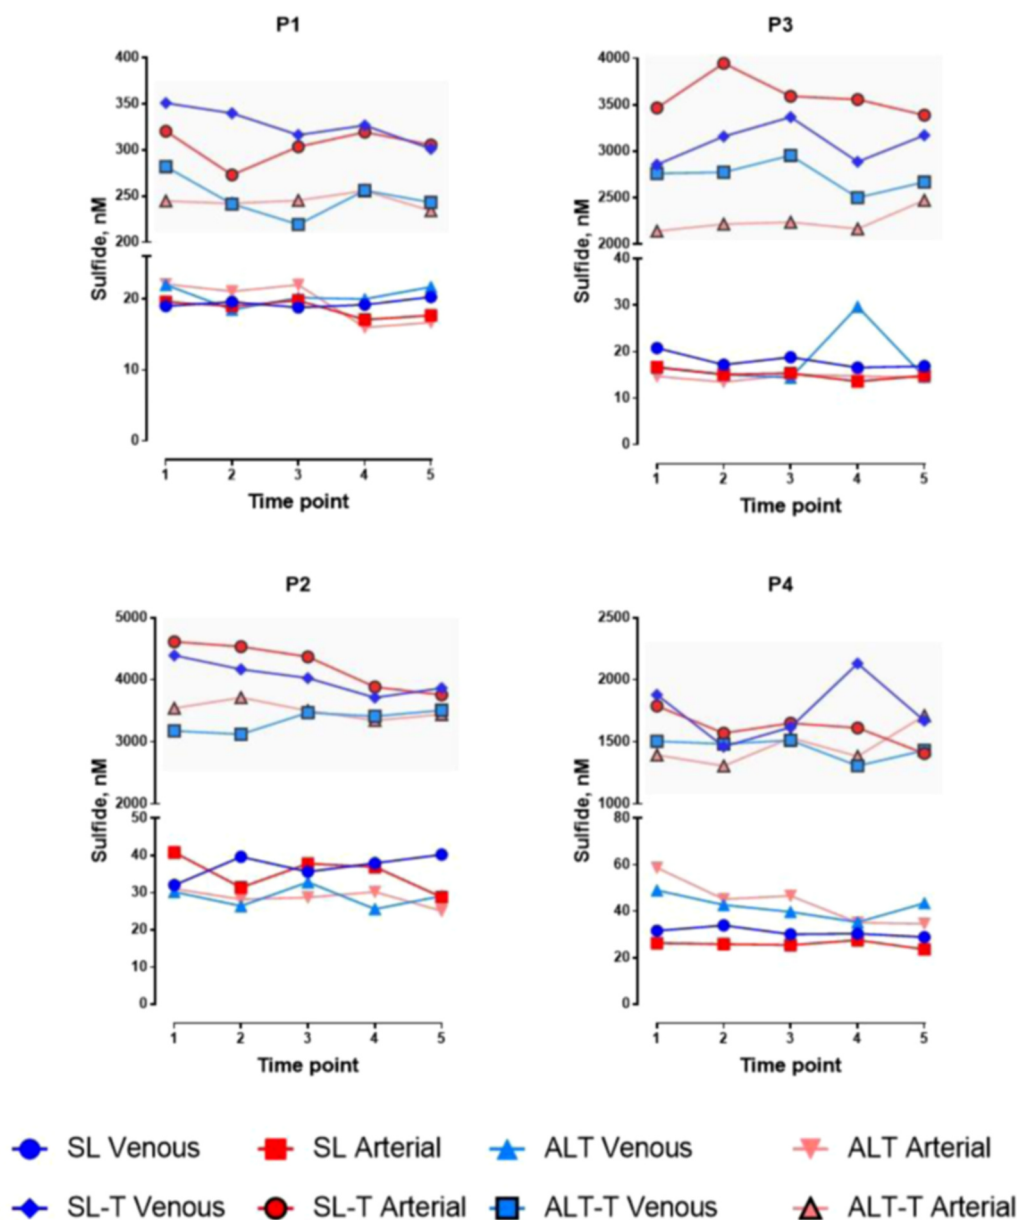 P1
400
350
300
250
200
20
10
0
Sulfide, nM
1 2 3 4 5
Time point
P3
4000
3500
3000
2500
2000
40
30
20
10
0
Sulfide, nM
1 2 3 4 5
Time point
P2
5000
4000
3000
2000
50
40
30
20
10
0
Sulfide, nM
1 2 3 4 5
Time point
P4
2500
2000
1500
1000
80
60
40
20
0
Sulfide, nM
1 2 3 4 5
Time point
SL Venous SL Arterial ALT Venous ALT Arterial
SL-T Venous SL-T Arterial ALT-T Venous ALT-T Arterial